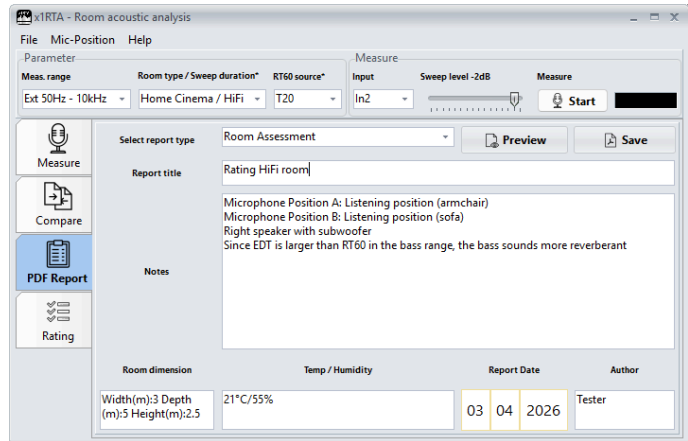 x1RTA - Room acoustic analysis
File Mic-Position Help
Parameter
Measure
Meas. range Room type / Sweep duration* RT60 source* Input Sweep level -2dB Measure
Ext 50Hz - 10kHz Home Cinema / HiFi T20 In2 Start
Measure
Compare
PDF Report
Rating
Select report type Room Assessment Preview Save
Report title Rating HiFi room
Notes
Microphone Position A: Listening position (armchair)
Microphone Position B: Listening position (sofa)
Right speaker with subwoofer
Since EDT is larger than RT60 in the bass range, the bass sounds more reverberant
Room dimension Temp / Humidity Report Date Author
Width(m):3 Depth
(m):5 Height(m):2.5
21°C/55%
03 04 2026
Tester